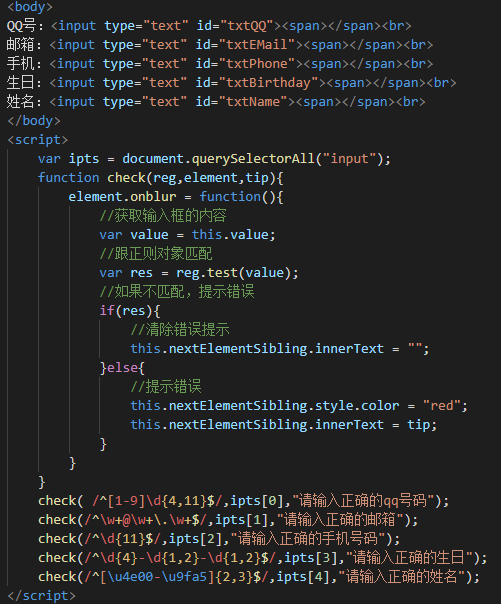 <body>
QQ号：<input type="text" id="txtQQ"><span></span><br>
邮箱：<input type="text" id="txtEMail"><span></span><br>
手机：<input type="text" id="txtPhone"><span></span><br>
生日：<input type="text" id="txtBirthday"><span></span><br>
姓名：<input type="text" id="txtName"><span></span><br>
</body>
<script>
    var ipts = document.querySelectorAll("input");
    function check(reg,element,tip){
        element.onblur = function(){
            //获取输入框的内容
            var value = this.value;
            //跟正则对象匹配
            var res = reg.test(value);
            //如果不匹配，提示错误
            if(res){
                //清除错误提示
                this.nextElementSibling.innerText = "";
            }else{
                //提示错误
                this.nextElementSibling.style.color = "red";
                this.nextElementSibling.innerText = tip;
            }
        }
    }
    check( /^[1-9]\d{4,11}$/,ipts[0],"请输入正确的qq号码");
    check(/^\w+@\w+\.\w+$/,ipts[1],"请输入正确的邮箱");
    check(/^\d{11}$/,ipts[2],"请输入正确的手机号码");
    check(/^\d{4}-\d{1,2}-\d{1,2}$/,ipts[3],"请输入正确的生日");
    check(/^[\u4e00-\u9fa5]{2,3}$/,ipts[4],"请输入正确的姓名");
</script>